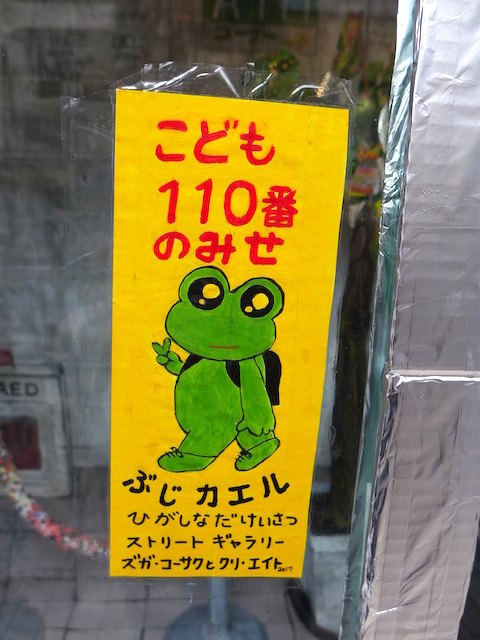 こども
110番
のみせ
ぶじカエル
ひがしなだけいさつ
ストリート ギャラリー
ズガ・コーサクとクリ・エイト 2017